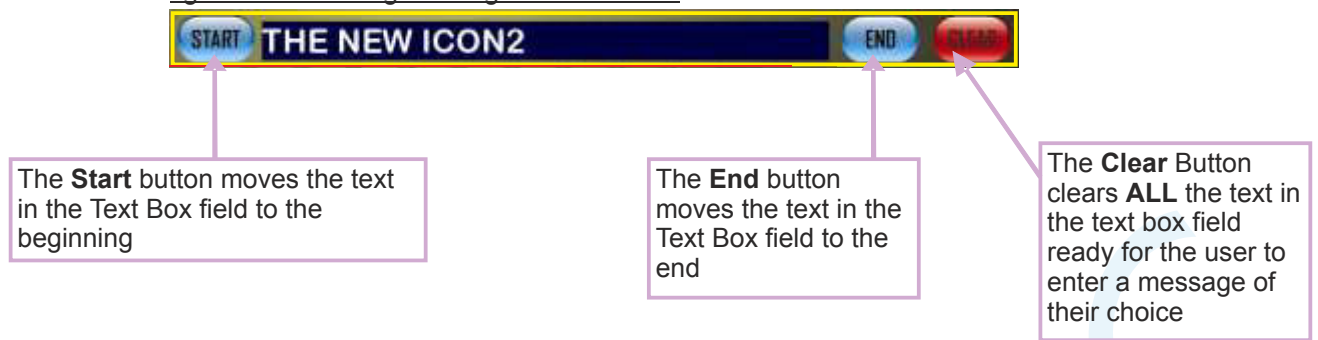 START THE NEW ICON2 END CLEAR
The Start button moves the text
in the Text Box field to the
beginning
The End button
moves the text in the
Text Box field to the
end
The Clear Button
clears ALL the text in
the text box field
ready for the user to
enter a message of
their choice